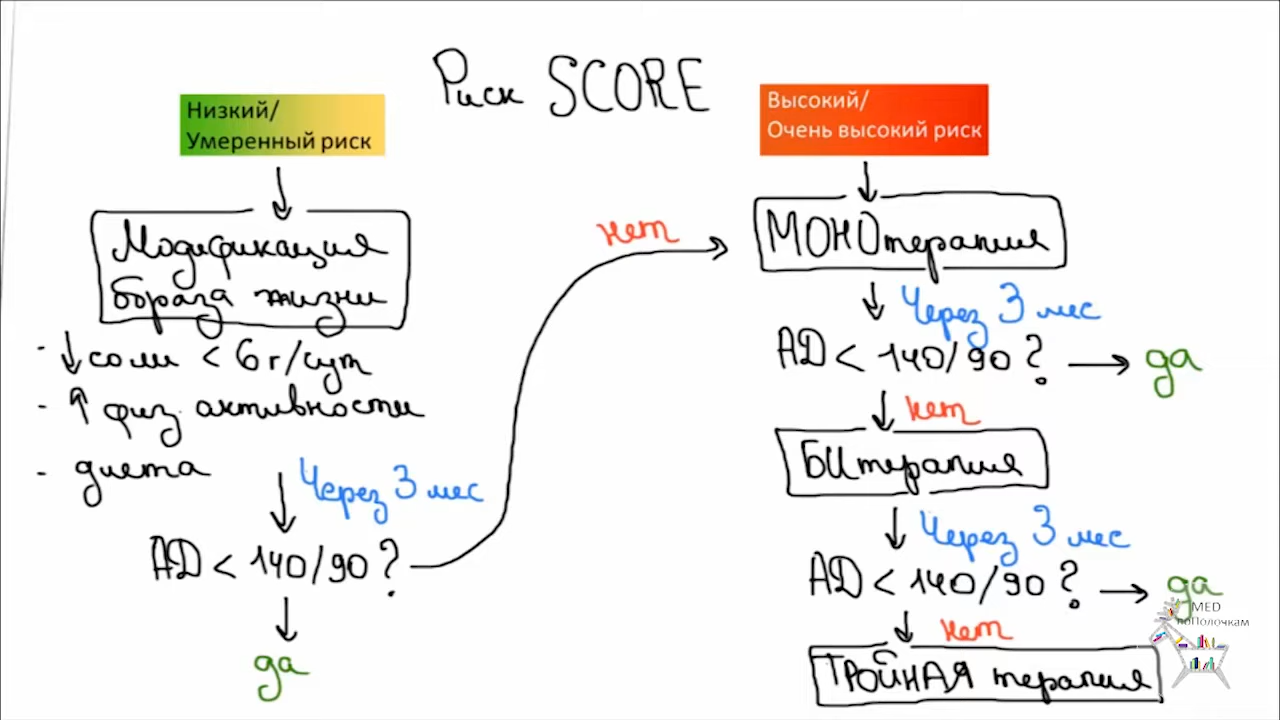 Риск SCORE
Низкий/
Умеренный риск
Модификация
образа жизни
- ↓ соли < 6 г/сут
- ↑ физ. активности
- диета
Через 3 мес
АД < 140/90 ?
да
нет
Высокий/
Очень высокий риск
МОНОтерапия
Через 3 мес
АД < 140/90 ?
да
нет
БИтерапия
Через 3 мес
АД < 140/90 ?
да
нет
ТРОЙНАЯ терапия
MED
поПолочкам